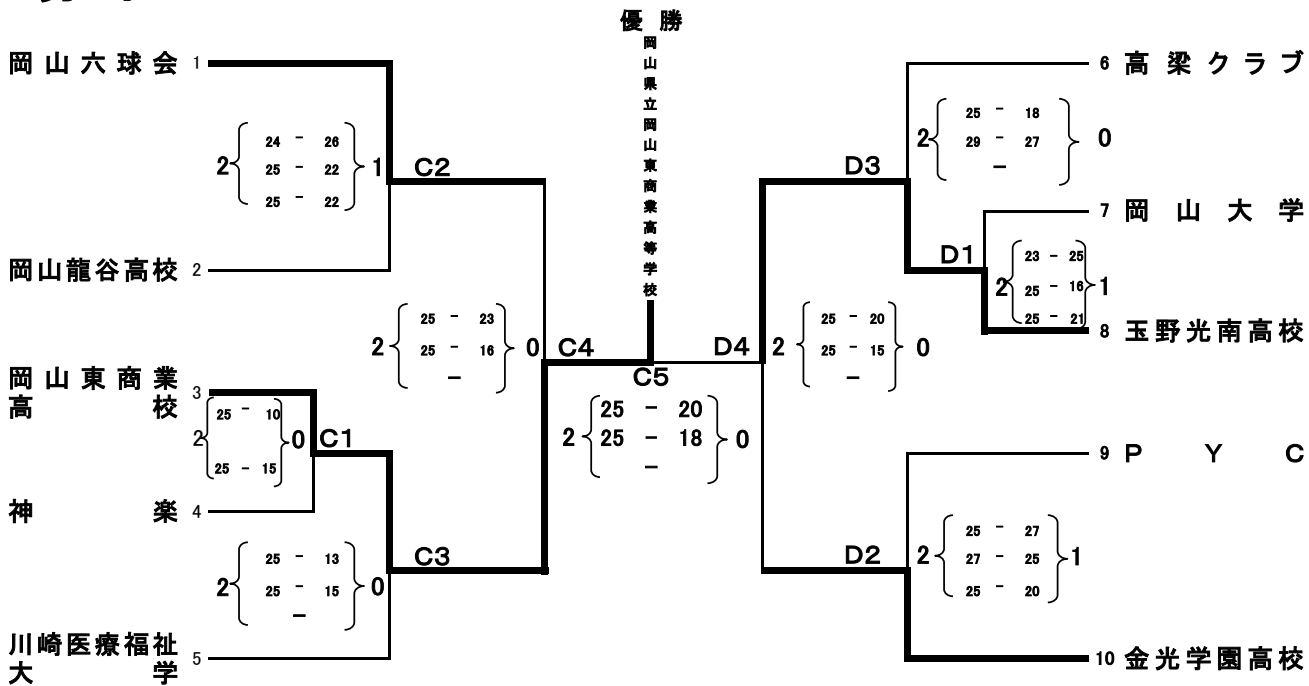 優 勝
岡山県立岡山東商業高等学校
岡山六球会 1
24 - 26
2 25 - 22 1
25 - 22
C2
岡山龍谷高校 2
25 - 23
2 25 - 16 0
-
C4
岡山東商業
高 校 3
25 - 10
2 0 C1
25 - 15
神 楽 4
25 - 13
2 25 - 15 0
-
C3
川崎医療福祉
大 学 5
C5
25 - 20
2 25 - 18 0
-
6 高梁クラブ
25 - 18
2 29 - 27 0
-
D3
7 岡山大学
D1
23 - 25
2 25 - 16 1
25 - 21
8 玉野光南高校
D4
25 - 20
2 25 - 15 0
-
9 P Y C
25 - 27
2 27 - 25 1
25 - 20
D2
10 金光学園高校